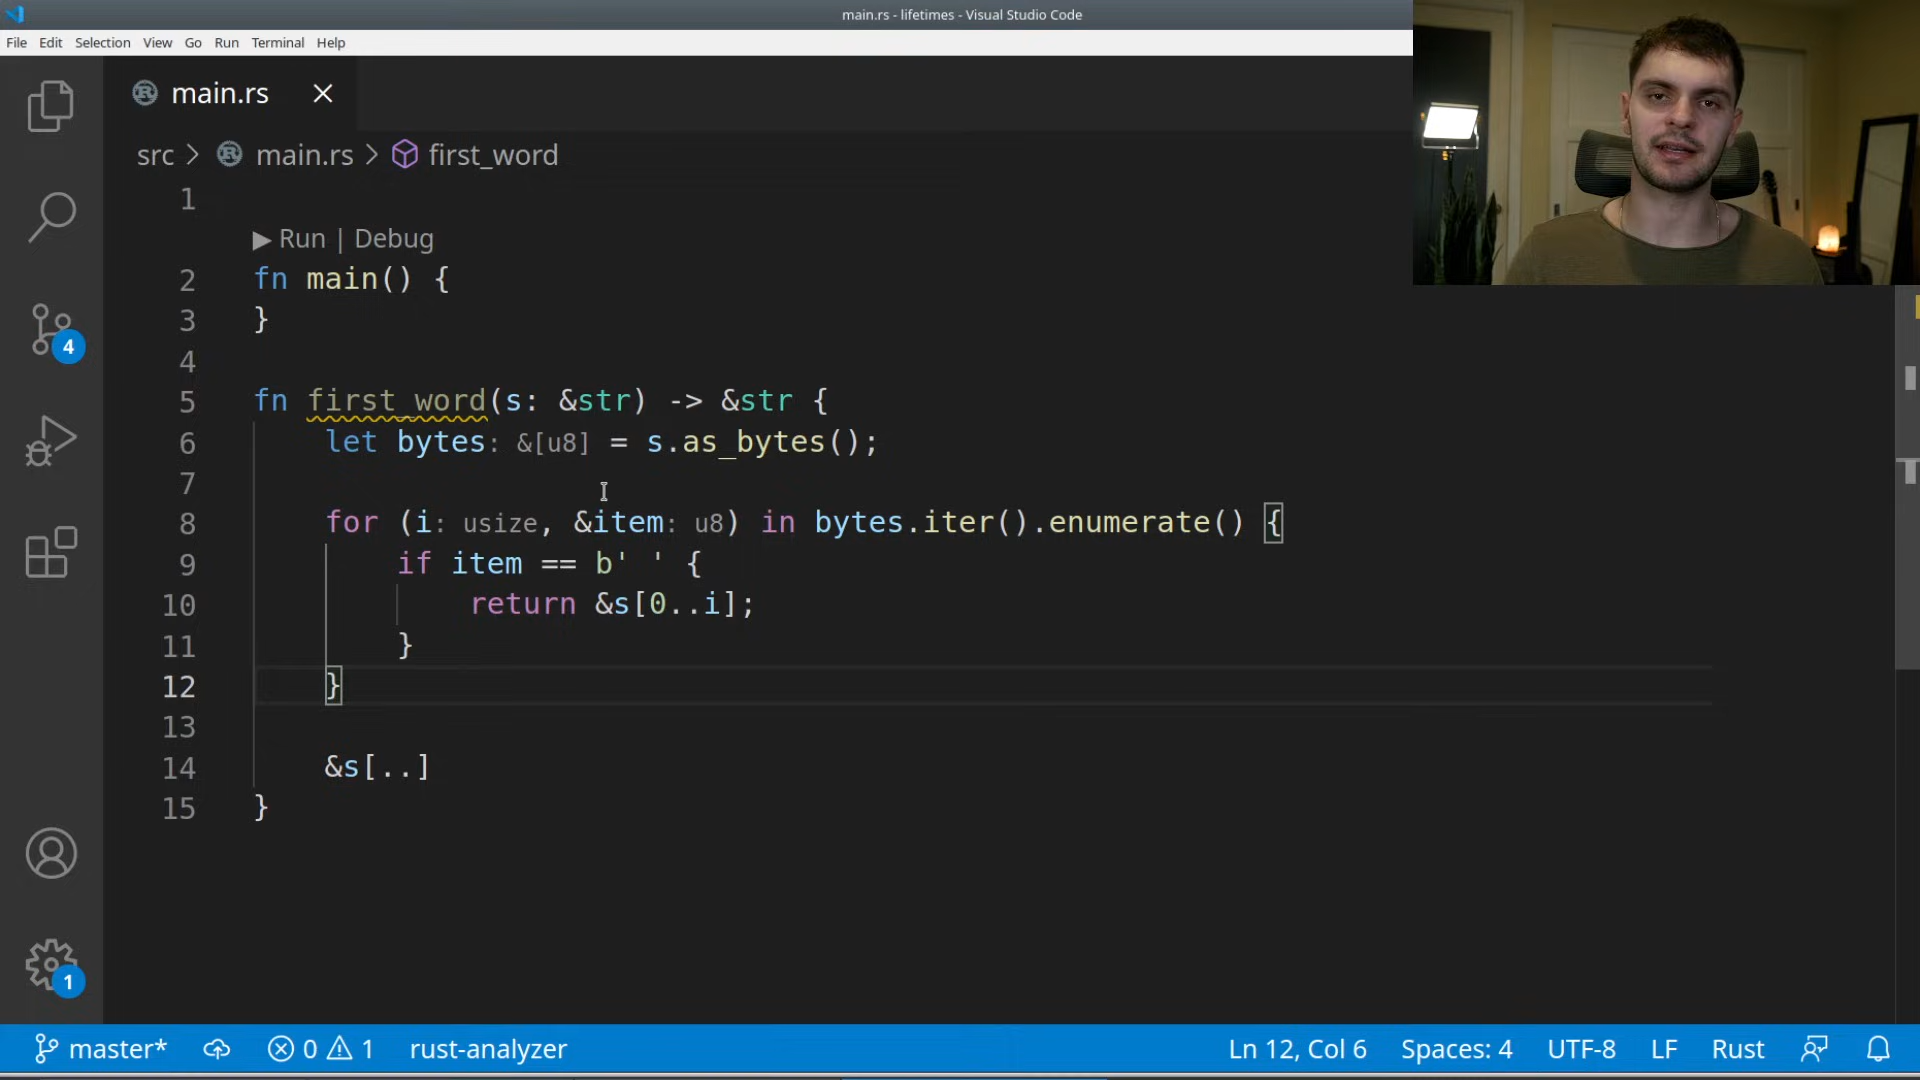 main.rs - lifetimes - Visual Studio Code
File Edit Selection View Go Run Terminal Help
main.rs
src > main.rs > first_word
1
Run | Debug
2 fn main() {
3 }
4
5 fn first_word(s: &str) -> &str {
6 let bytes: &[u8] = s.as_bytes();
7
8 for (i: usize, &item: u8) in bytes.iter().enumerate() {
9 if item == b' ' {
10 return &s[0..i];
11 }
12 }
13
14 &s[..]
15 }
4
1
master* 0 1 rust-analyzer Ln 12, Col 6 Spaces: 4 UTF-8 LF Rust